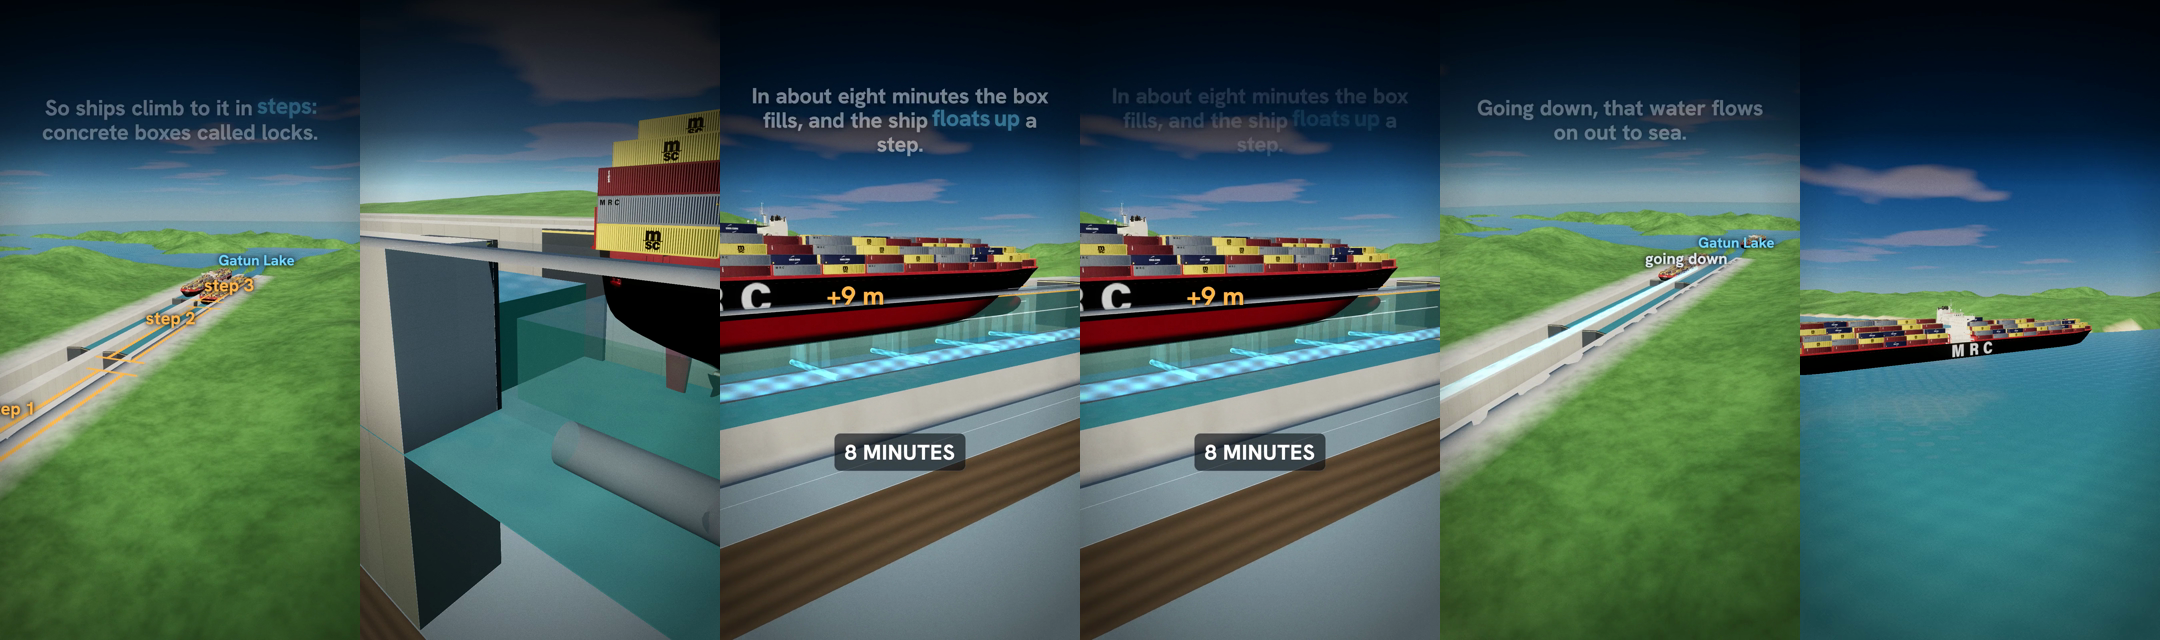 So ships climb to it in steps:
concrete boxes called locks.
Gatun Lake
step 3
step 2
ep 1
m
sc
m
sc
MRC
m
sc
In about eight minutes the box
fills, and the ship floats up a
step.
+9 m
C
8 MINUTES
In about eight minutes the box
fills, and the ship floats up a
step.
+9 m
C
8 MINUTES
Going down, that water flows
on out to sea.
Gatun Lake
going down
MRC